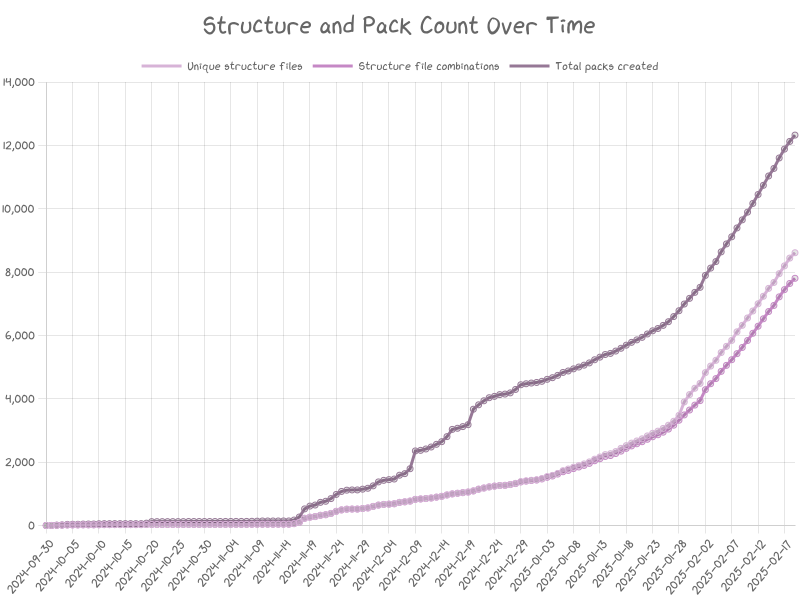 Structure and Pack Count Over Time
Unique structure files Structure file combinations Total packs created
14,000
12,000
10,000
8,000
6,000
4,000
2,000
0
2024-09-30 2024-10-05 2024-10-10 2024-10-15 2024-10-20 2024-10-25 2024-10-30 2024-11-04 2024-11-09 2024-11-14 2024-11-19 2024-11-24 2024-11-29 2024-12-04 2024-12-09 2024-12-14 2024-12-19 2024-12-24 2024-12-29 2025-01-03 2025-01-08 2025-01-13 2025-01-18 2025-01-23 2025-01-28 2025-02-02 2025-02-07 2025-02-12 2025-02-17